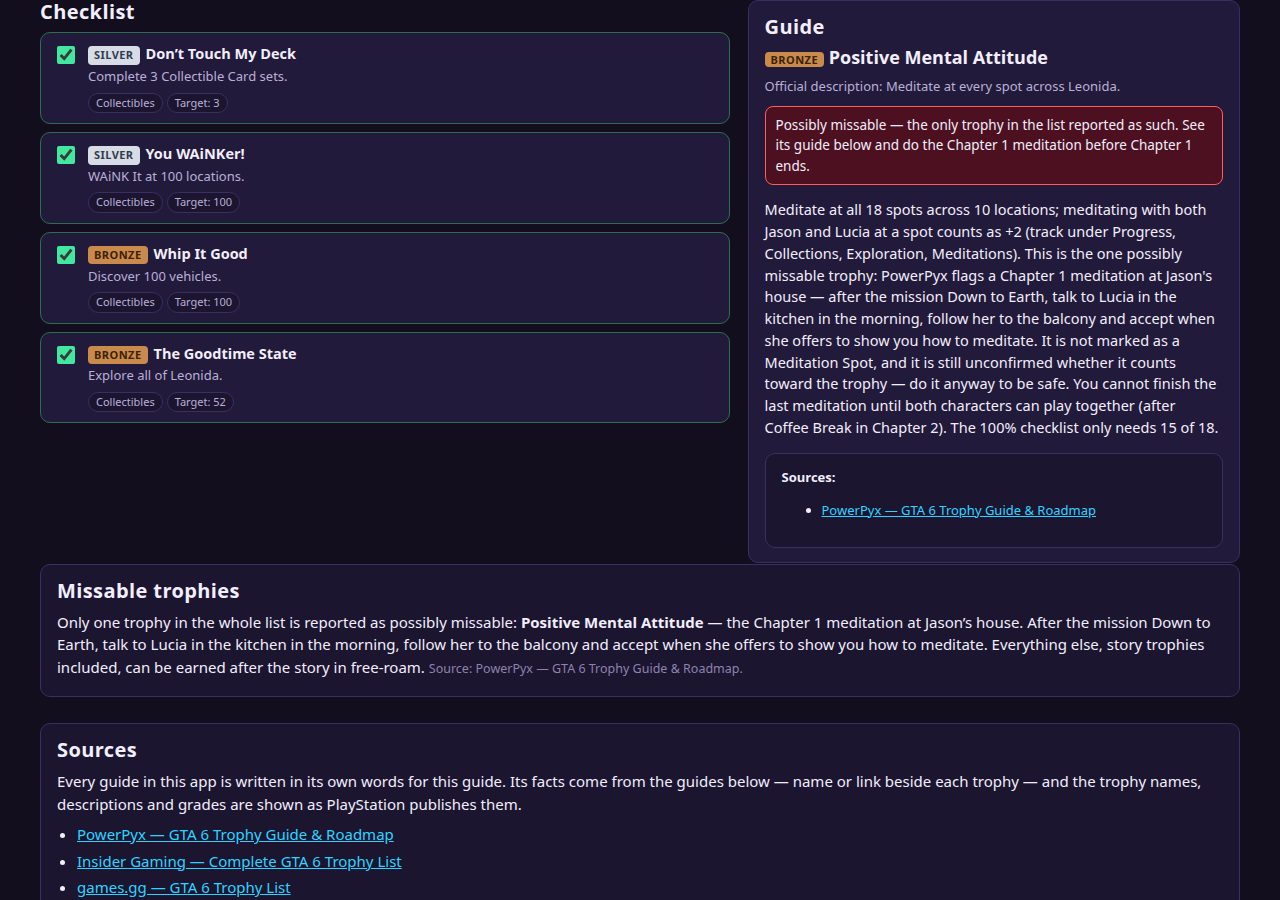 Checklist
SILVER Don’t Touch My Deck
Complete 3 Collectible Card sets.
Collectibles Target: 3
SILVER You WAiNKer!
WAiNK It at 100 locations.
Collectibles Target: 100
BRONZE Whip It Good
Discover 100 vehicles.
Collectibles Target: 100
BRONZE The Goodtime State
Explore all of Leonida.
Collectibles Target: 52
Guide
BRONZE Positive Mental Attitude
Official description: Meditate at every spot across Leonida.
Possibly missable — the only trophy in the list reported as such. See
its guide below and do the Chapter 1 meditation before Chapter 1
ends.
Meditate at all 18 spots across 10 locations; meditating with both
Jason and Lucia at a spot counts as +2 (track under Progress,
Collections, Exploration, Meditations). This is the one possibly
missable trophy: PowerPyx flags a Chapter 1 meditation at Jason's
house — after the mission Down to Earth, talk to Lucia in the
kitchen in the morning, follow her to the balcony and accept when
she offers to show you how to meditate. It is not marked as a
Meditation Spot, and it is still unconfirmed whether it counts
toward the trophy — do it anyway to be safe. You cannot finish the
last meditation until both characters can play together (after
Coffee Break in Chapter 2). The 100% checklist only needs 15 of 18.
Sources:
PowerPyx — GTA 6 Trophy Guide & Roadmap
Missable trophies
Only one trophy in the whole list is reported as possibly missable: Positive Mental Attitude — the Chapter 1 meditation at Jason’s house. After the mission Down to
Earth, talk to Lucia in the kitchen in the morning, follow her to the balcony and accept when she offers to show you how to meditate. Everything else, story trophies
included, can be earned after the story in free-roam. Source: PowerPyx — GTA 6 Trophy Guide & Roadmap.
Sources
Every guide in this app is written in its own words for this guide. Its facts come from the guides below — name or link beside each trophy — and the trophy names,
descriptions and grades are shown as PlayStation publishes them.
PowerPyx — GTA 6 Trophy Guide & Roadmap
Insider Gaming — Complete GTA 6 Trophy List
games.gg — GTA 6 Trophy List